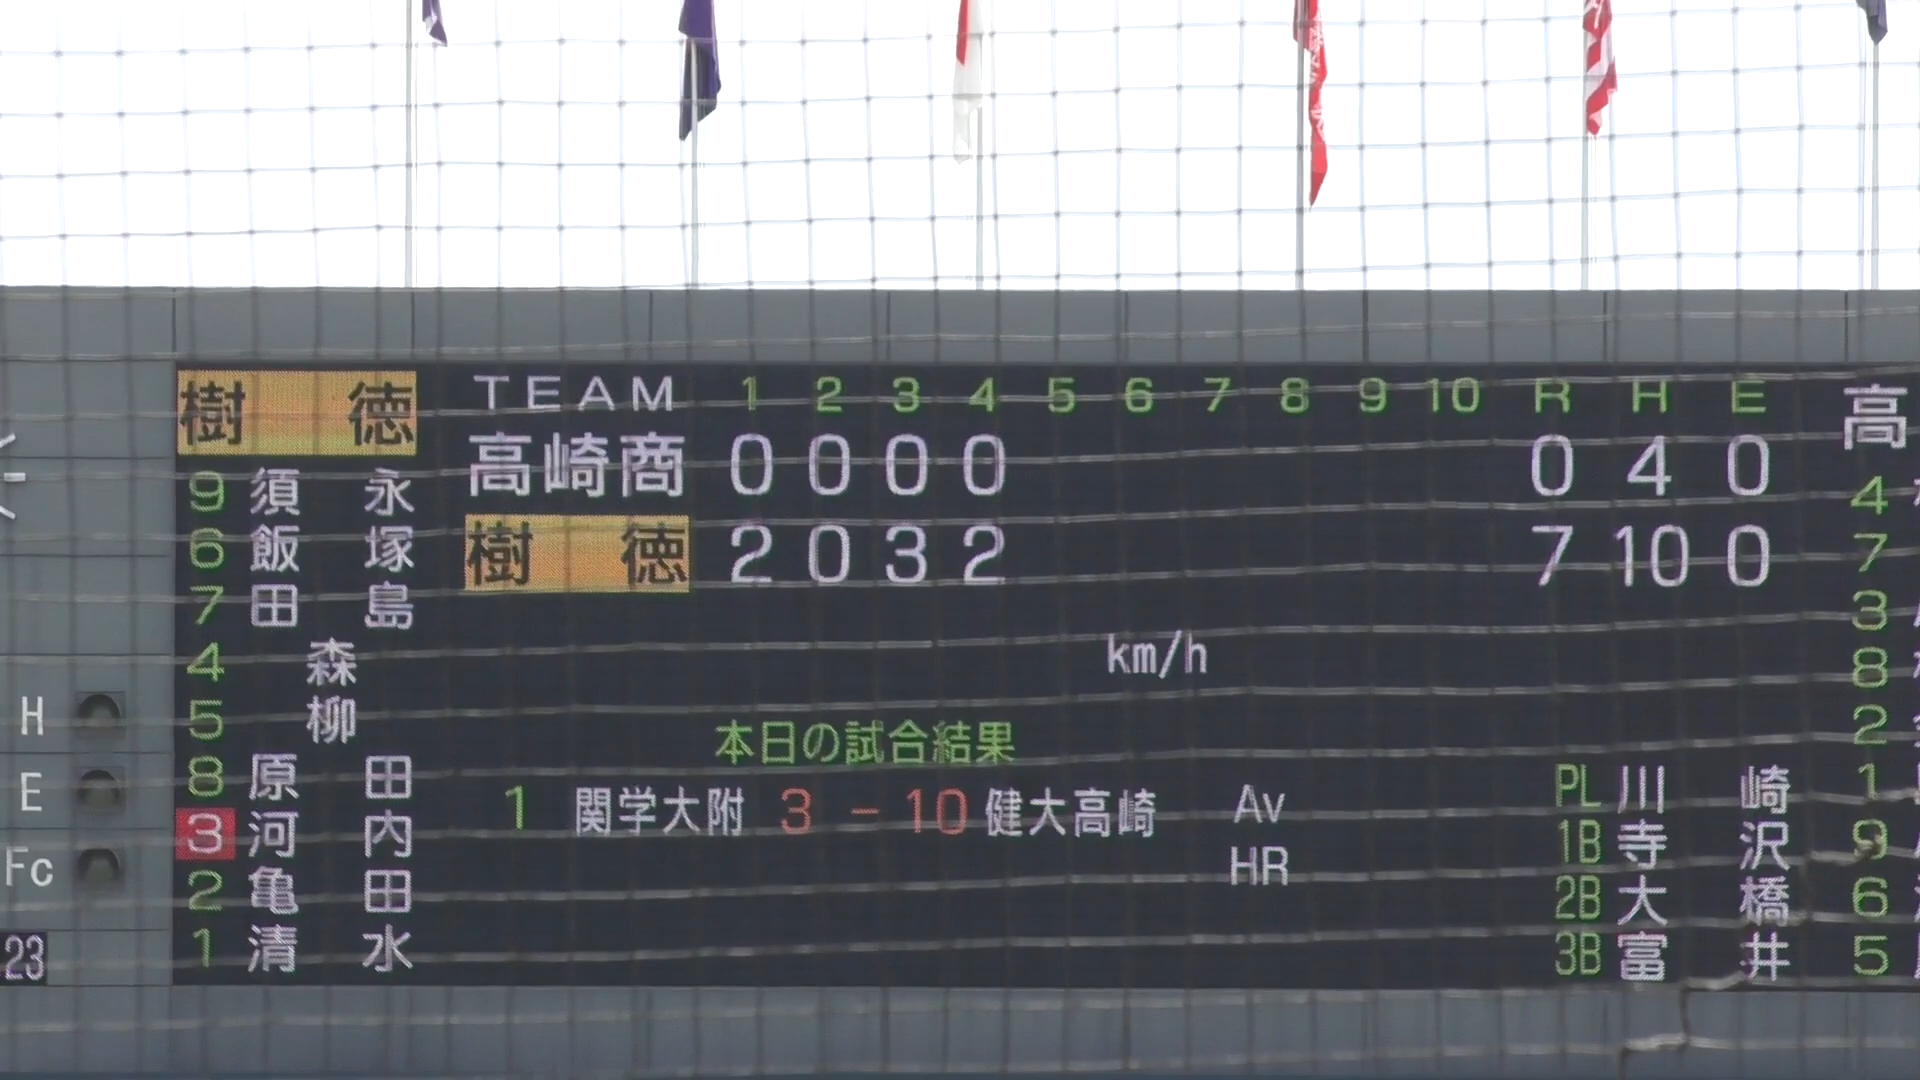 樹 徳
TEAM 1 2 3 4 5 6 7 8 9 10 R H E
高崎商 0 0 0 0 0 4 0
樹 徳 2 0 3 2 7 10 0
9 須 永
6 飯 塚
7 田 島
4 森
5 柳
8 原 田
3 河 内
2 亀 田
1 清 水
km/h
本日の試合結果
1 関学大附 3 - 10 健大高崎
Av
HR
PL 川 崎
1B 寺 沢
2B 大 橋
3B 富 井
高
4
7
3
8
2
1
9
6
5
H
E
Fc
23